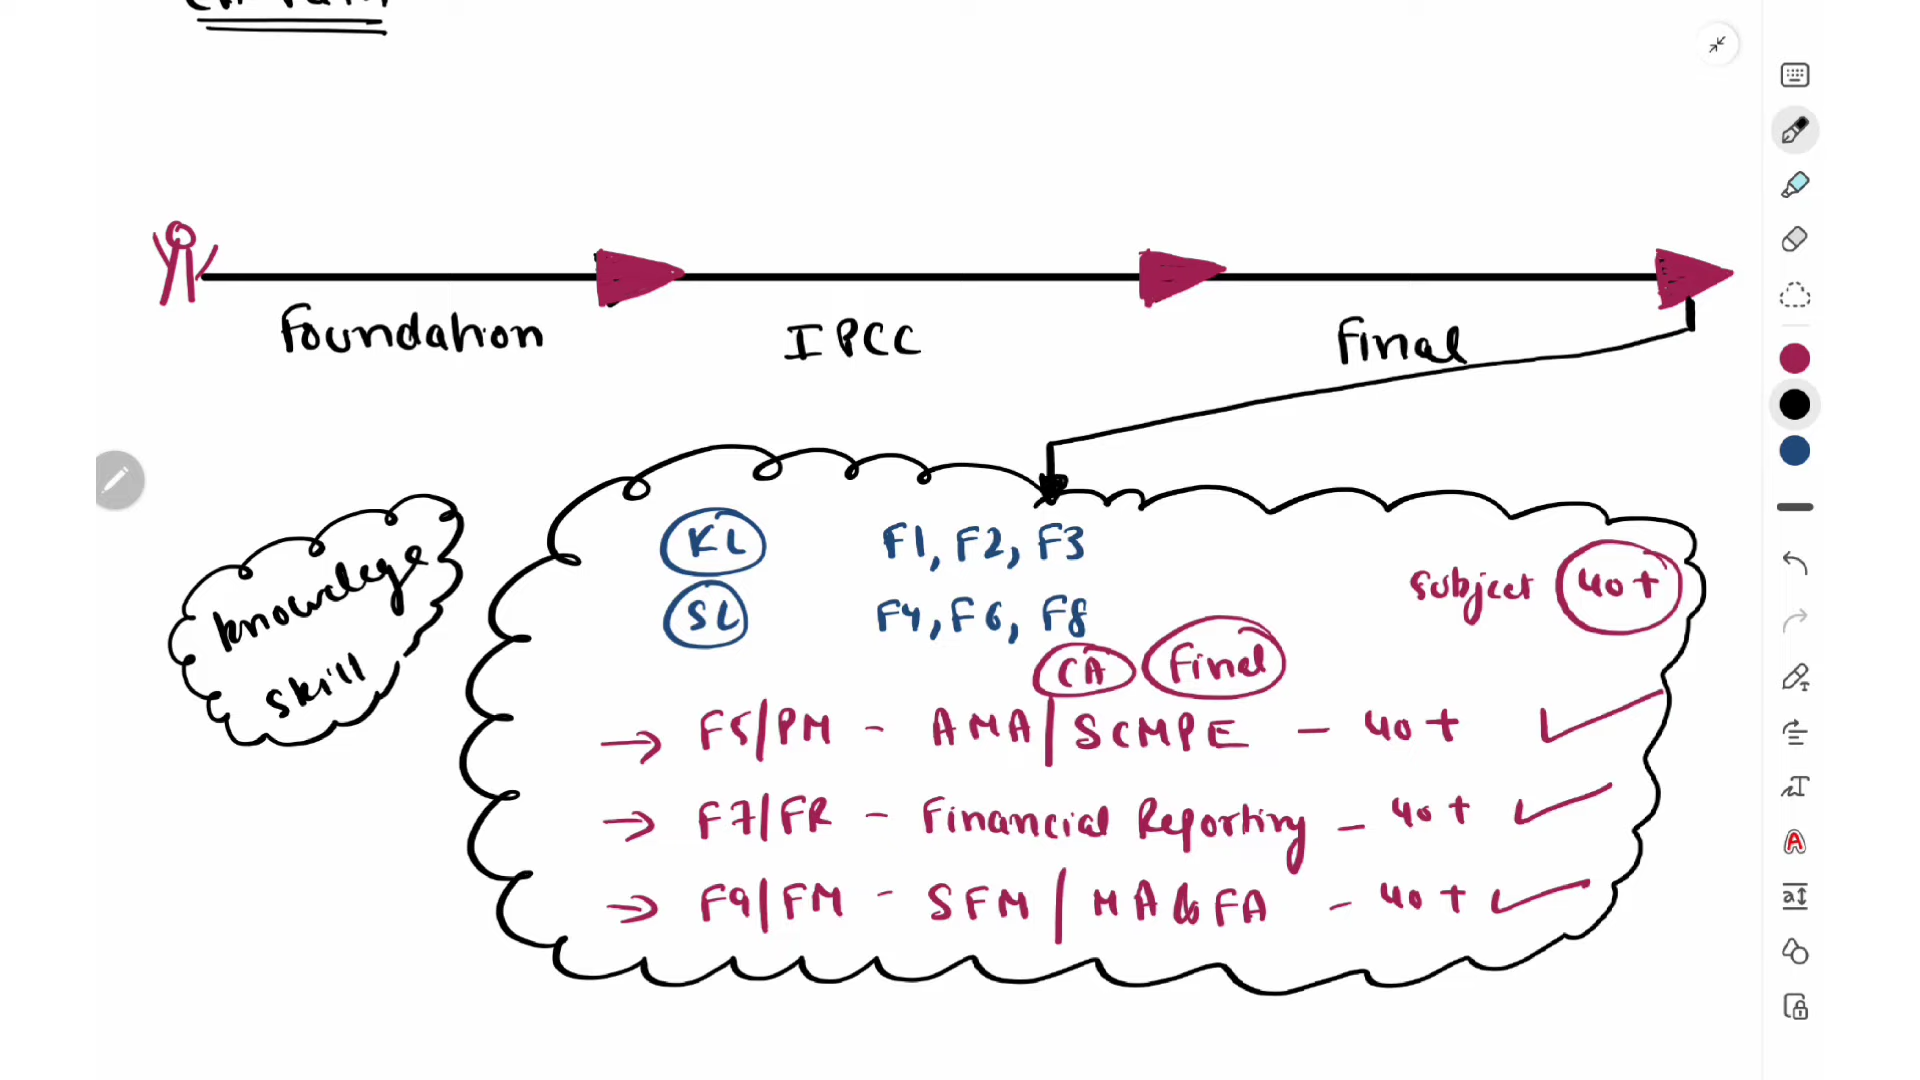 Foundation
IPCC
Final
knowledge
skill
KL F1, F2, F3
SL F4, F6, F8
subject 40+
CA Final
→ F5/PM - AMA | SCMPE - 40+ ✓
→ F7/FR - Financial Reporting - 40+ ✓
→ F9/FM - SFM | MA & FA - 40+ ✓